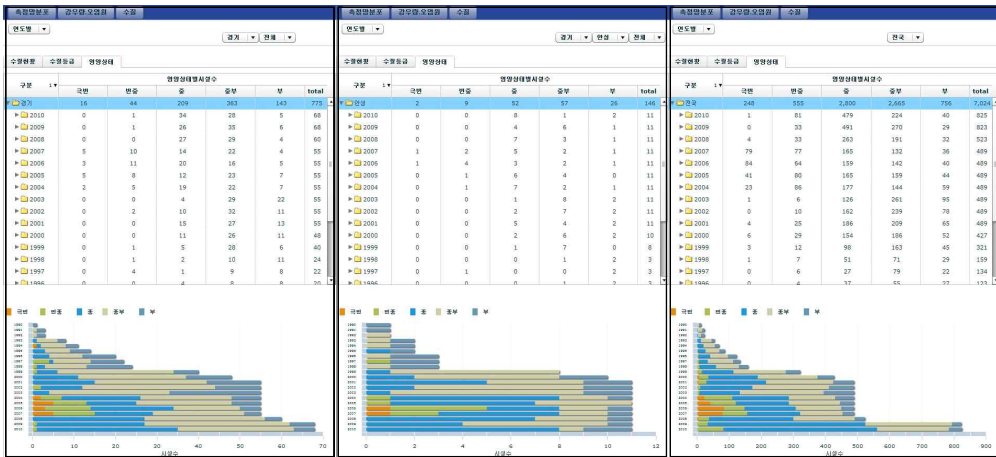 측정망분포 강우량.오염원 수질
연도별
경기 전체
수질현황 수질등급 영양상태
구분 1 영양상태별시설수
극빈 빈중 중 중부 부 total
경기 16 44 209 363 143 775
2010 0 1 34 28 5 68
2009 0 1 26 35 6 68
2008 0 0 27 29 4 60
2007 5 10 14 22 4 55
2006 3 11 20 16 5 55
2005 5 8 12 23 7 55
2004 2 5 19 22 7 55
2003 0 0 4 29 22 55
2002 0 2 10 32 11 55
2001 0 0 15 27 13 55
2000 0 0 11 26 11 48
1999 0 1 5 28 6 40
1998 0 1 2 10 11 24
1997 0 4 1 9 8 22
1996 0 0 4 8 8 20
극빈 빈중 중 중부 부
0 10 20 30 40 50 60 70
시설수
측정망분포 강우량.오염원 수질
연도별
경기 안성 전체
수질현황 수질등급 영양상태
구분 1 영양상태별시설수
극빈 빈중 중 중부 부 total
안성 2 9 52 57 26 146
2010 0 0 8 1 2 11
2009 0 0 4 6 1 11
2008 0 0 7 3 1 11
2007 1 2 5 2 1 11
2006 1 4 3 2 1 11
2005 0 1 6 4 0 11
2004 0 1 7 2 1 11
2003 0 0 1 8 2 11
2002 0 0 2 7 2 11
2001 0 0 5 4 2 11
2000 0 0 2 6 2 10
1999 0 0 1 7 0 8
1998 0 0 0 1 2 3
1997 0 1 0 0 2 3
1996 0 0 0 1 2 3
극빈 빈중 중 중부 부
0 2 4 6 8 10 12
시설수
측정망분포 강우량.오염원 수질
연도별
전국
수질현황 수질등급 영양상태
구분 1 영양상태별시설수
극빈 빈중 중 중부 부 total
전국 248 555 2,800 2,665 756 7,024
2010 1 81 479 224 40 825
2009 0 33 491 270 29 823
2008 4 33 263 191 32 523
2007 79 77 165 132 36 489
2006 84 64 159 142 40 489
2005 41 80 165 159 44 489
2004 23 86 177 144 59 489
2003 1 6 126 261 95 489
2002 0 10 162 239 78 489
2001 4 25 186 209 65 489
2000 6 29 154 186 52 427
1999 3 12 98 163 45 321
1998 1 7 51 71 29 159
1997 0 6 27 79 22 134
1996 0 4 37 55 27 123
극빈 빈중 중 중부 부
0 100 200 300 400 500 600 700 800 900
시설수